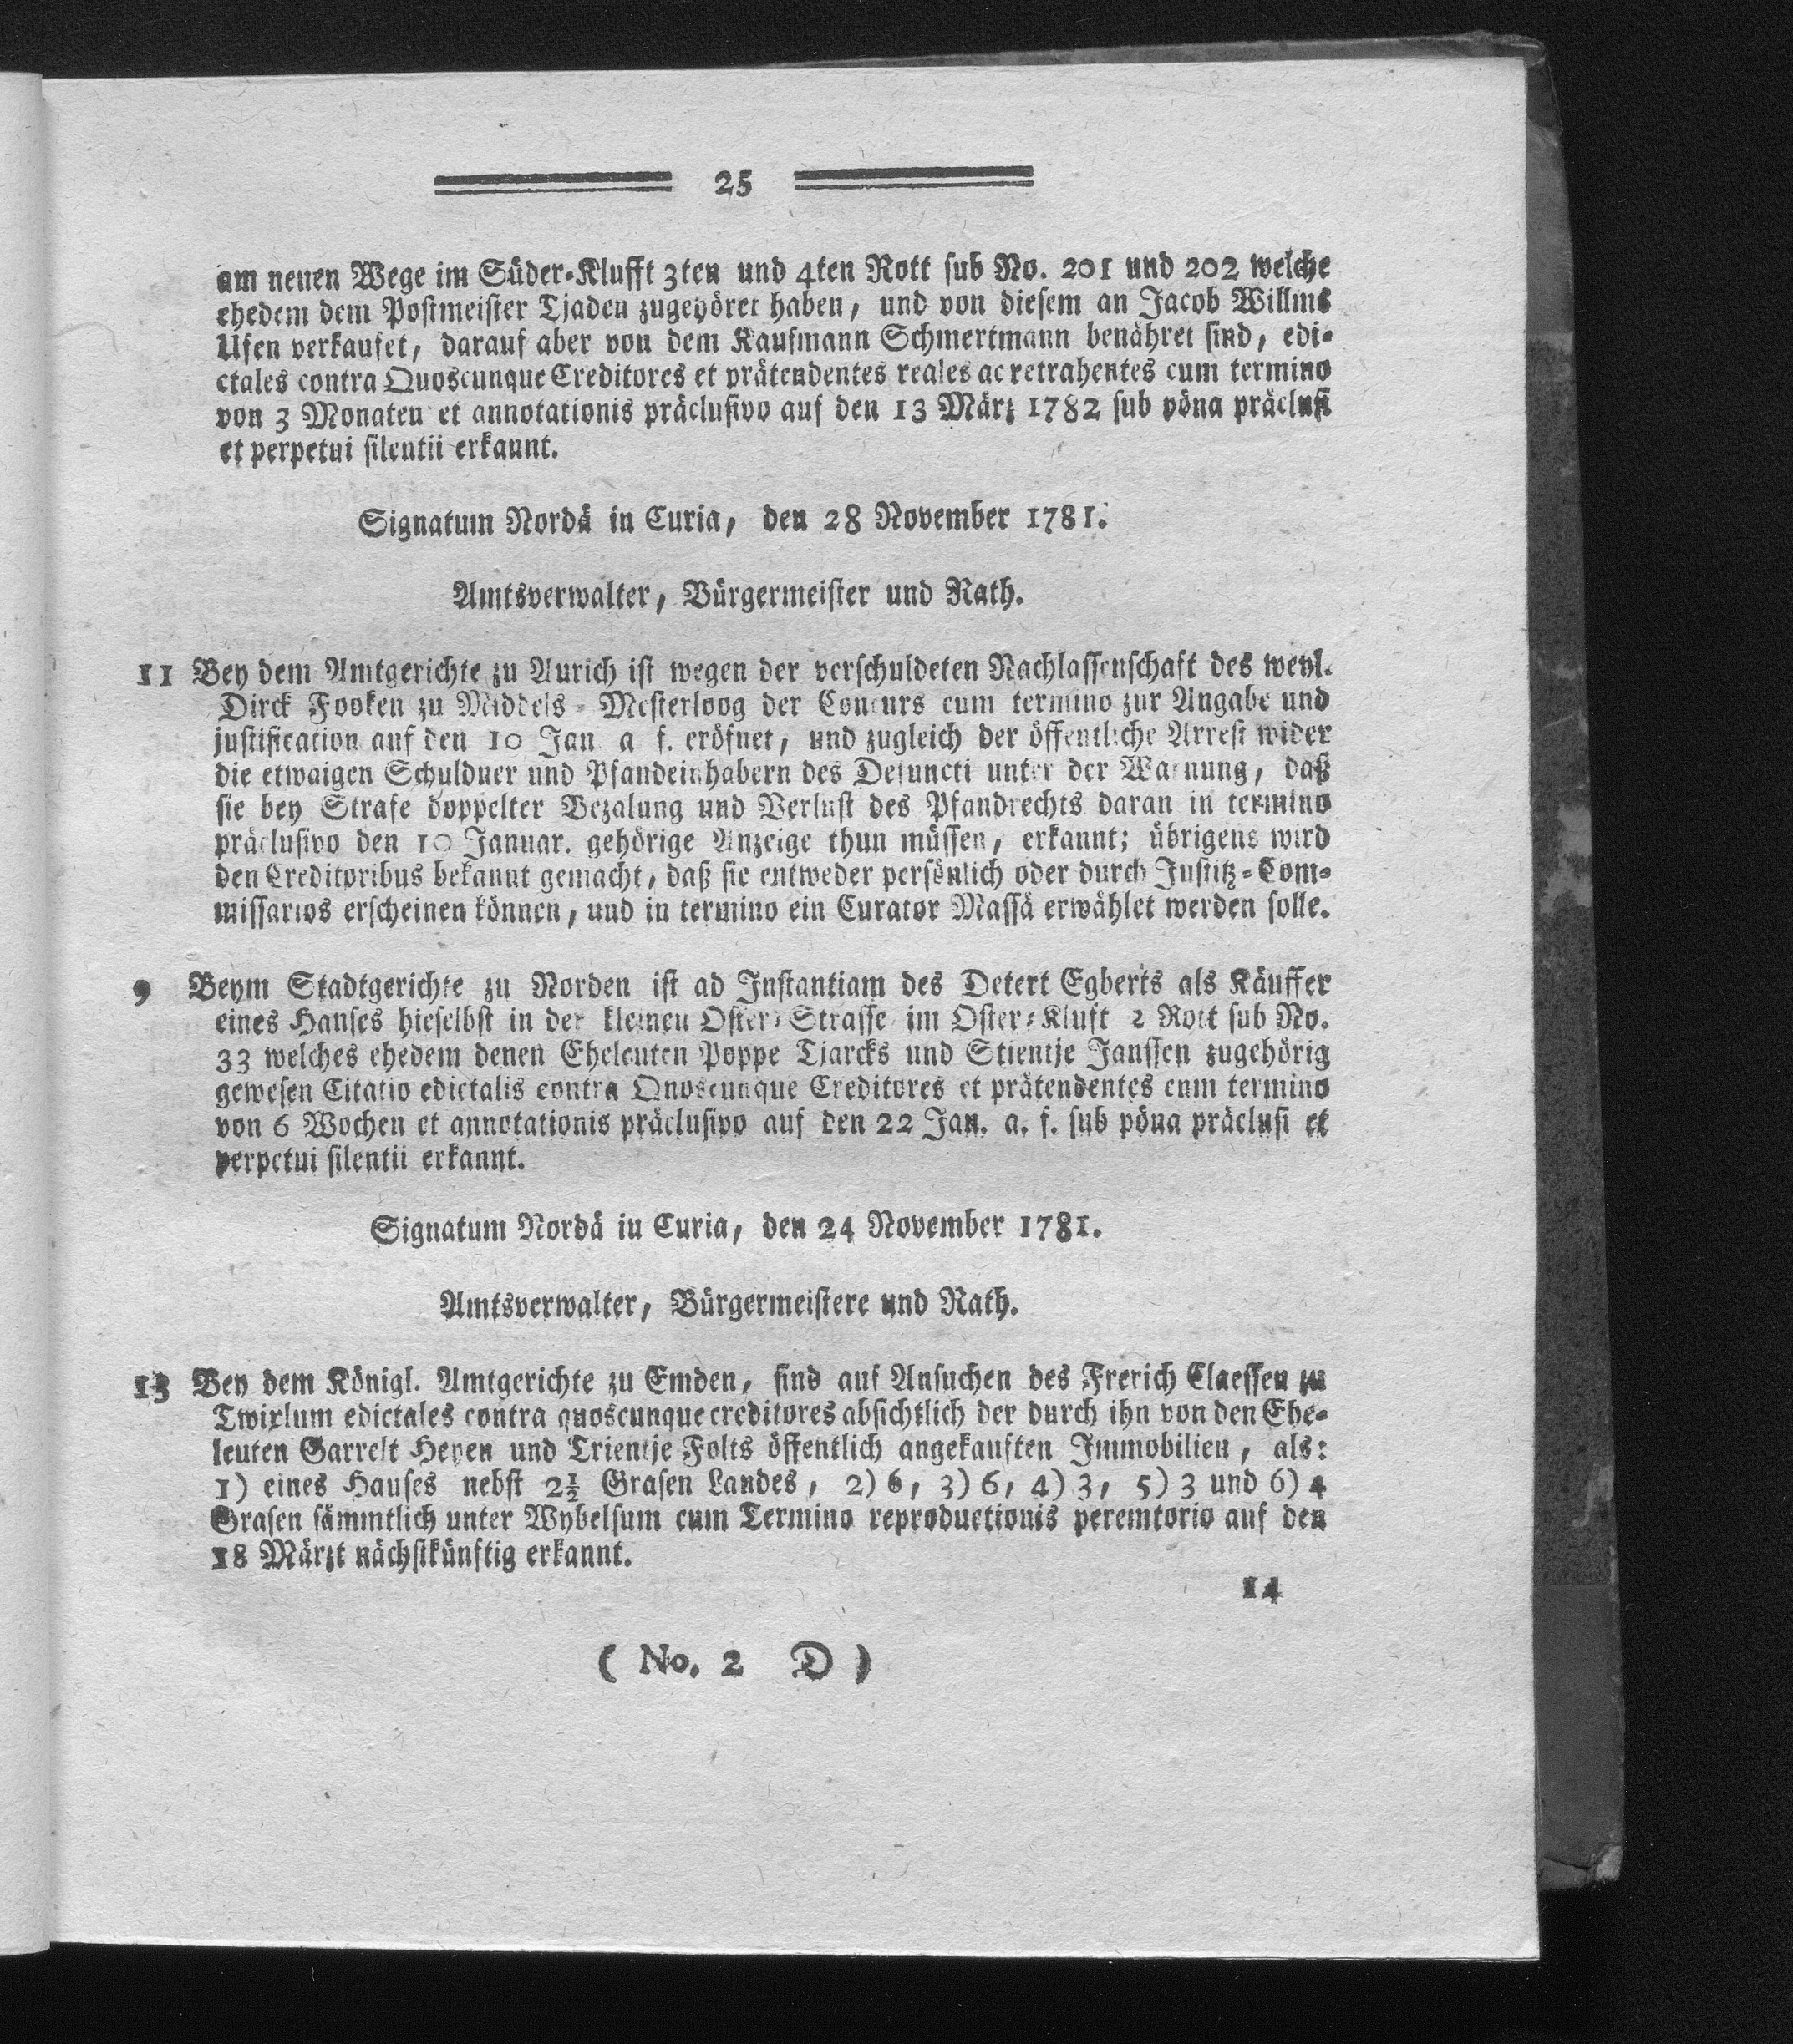 25
am neuen Wege im Süder-Klufft 3ten und 4ten Rott sub No. 201 und 202 welche
ehedem dem Postmeister Tjaden zugehöret haben, und von diesem an Jacob Willms
Usen verkaufet, darauf aber von dem Kaufmann Schmertmann benähret sind, edi-
ctales contra Quoscunque Creditores et prätendentes reales ac retrahentes cum termino
von 3 Monaten et annotationis präclusivo auf den 13 März 1782 sub pöna präclusi
et perpetui silentii erkannt.
Signatum Nordä in Curia, den 28 November 1781.
Amtsverwalter, Bürgermeister und Rath.
11 Bey dem Amtgerichte zu Aurich ist wegen der verschuldeten Nachlassenschaft des weyl.
Dirck Fooken zu Middels-Westerloog der Concurs cum termino zur Angabe und
justification auf den 10 Jan a f. eröfnet, und zugleich der öffentliche Arrest wider
die etwaigen Schuldner und Pfandeinhabern des Defuncti unter der Warnung, daß
sie bey Strafe doppelter Bezalung und Verlust des Pfandrechts daran in termino
präclusivo den 10 Januar. gehörige Anzeige thun müssen, erkannt; übrigens wird
den Creditoribus bekannt gemacht, daß sie entweder persönlich oder durch Justitz-Com-
missarios erscheinen können, und in termino ein Curator Massä erwählet werden solle.
9 Beym Stadtgerichte zu Norden ist ad Instantiam des Detert Egberts als Käuffer
eines Hauses hieselbst in der kleinen Oster-Strasse im Oster-Kluft 2 Rott sub No.
33 welches ehedem denen Eheleuten Poppe Tjarcks und Stientje Janssen zugehörig
gewesen Citatio edictalis contra Quoscunque Creditores et prätendentes cum termino
von 6 Wochen et annotationis präclusivo auf den 22 Jan. a. f. sub pöna präclusi et
perpetui silentii erkannt.
Signatum Nordä in Curia, den 24 November 1781.
Amtsverwalter, Bürgermeistere und Rath.
13 Bey dem Königl. Amtgerichte zu Emden, sind auf Ansuchen des Frerich Claessen zu
Twixlum edictales contra quoscunque creditores absichtlich der durch ihn von den Ehe-
leuten Garrelt Heyen und Trientje Folts öffentlich angekauften Immobilien, als:
1) eines Hauses nebst 2½ Grasen Landes, 2) 6, 3) 6, 4) 3, 5) 3 und 6) 4
Grasen sämmtlich unter Wybelsum cum Termino reproductionis peremtorio auf den
18 Märzt nächstkünftig erkannt.
14
( No. 2 D )